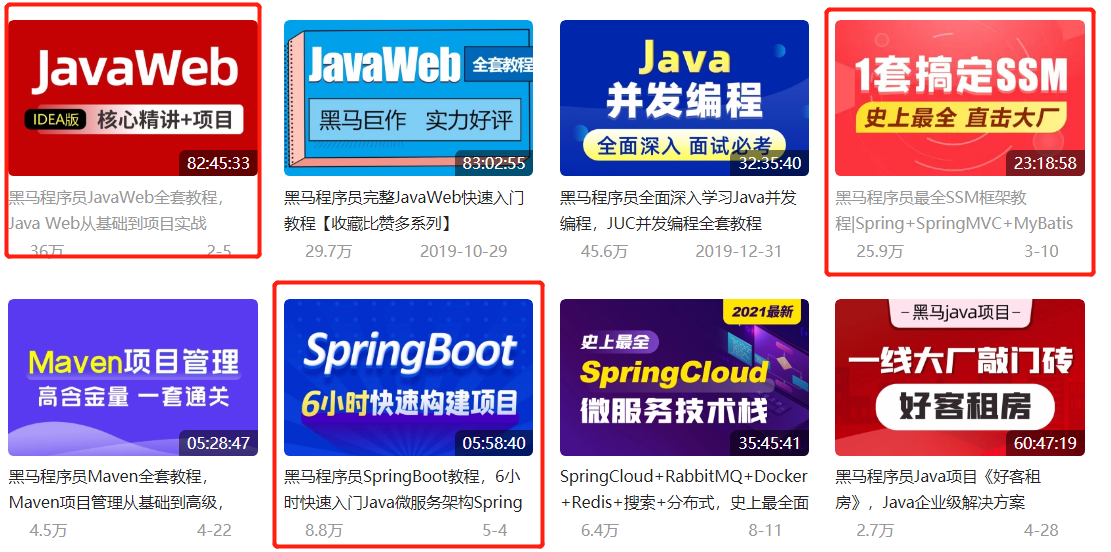 JavaWeb
IDEA版 核心精讲+项目
82:45:33
黑马程序员JavaWeb全套教程，
Java Web从基础到项目实战
36万 2-5
JavaWeb 全套教程
黑马巨作 实力好评
83:02:55
黑马程序员完整JavaWeb快速入门
教程【收藏比赞多系列】
29.7万 2019-10-29
Java
并发编程
全面深入 面试必考
32:35:40
黑马程序员全面深入学习Java并发
编程，JUC并发编程全套教程
45.6万 2019-12-31
1套搞定SSM
史上最全 直击大厂
23:18:58
黑马程序员最全SSM框架教
程|Spring+SpringMVC+MyBatis
25.9万 3-10
Maven项目管理
高含金量 一套通关
05:28:47
黑马程序员Maven全套教程，
Maven项目管理从基础到高级，
4.5万 4-22
SpringBoot
6小时快速构建项目
05:58:40
黑马程序员SpringBoot教程，6小
时快速入门Java微服务架构Spring
8.8万 5-4
2021最新
史上最全
SpringCloud
微服务技术栈
35:45:41
SpringCloud+RabbitMQ+Docker
+Redis+搜索+分布式，史上最全面
6.4万 8-11
-黑马java项目-
一线大厂敲门砖
好客租房
60:47:19
黑马程序员Java项目《好客租
房》，Java企业级解决方案
2.7万 4-28